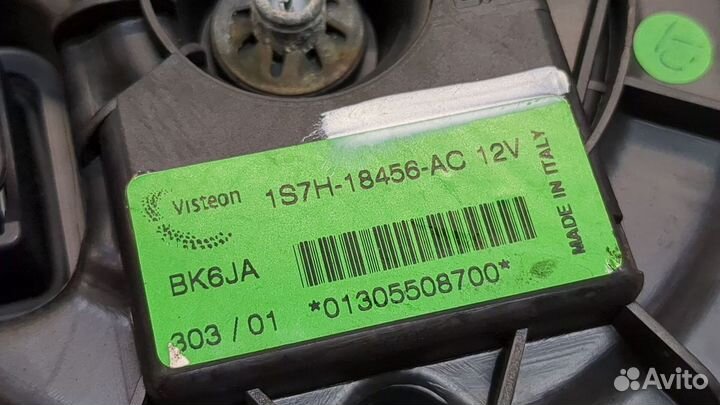 Visteon
1S7H-18456-AC 12V
MADE IN ITALY
BK6JA
*01305508700*
303 / 01
Avito